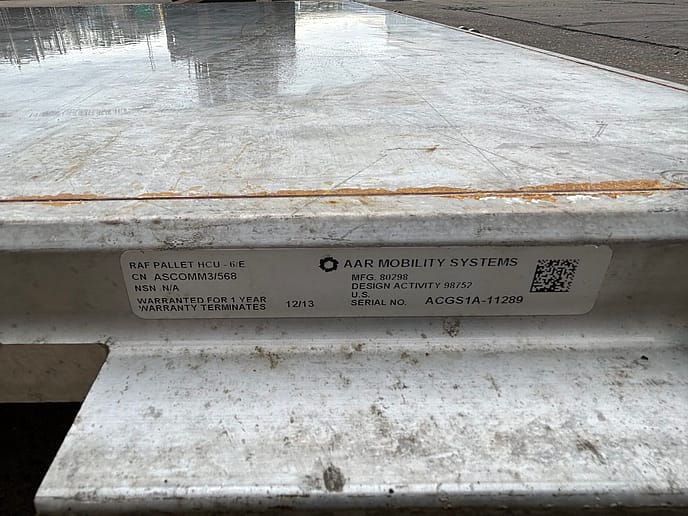 RAF PALLET HCU - 6/E
CN ASCOMM3/568
NSN N/A
WARRANTED FOR 1 YEAR
WARRANTY TERMINATES 12/13
AAR MOBILITY SYSTEMS
MFG. 80298
DESIGN ACTIVITY 98752
U.S.
SERIAL NO. ACGS1A-11289